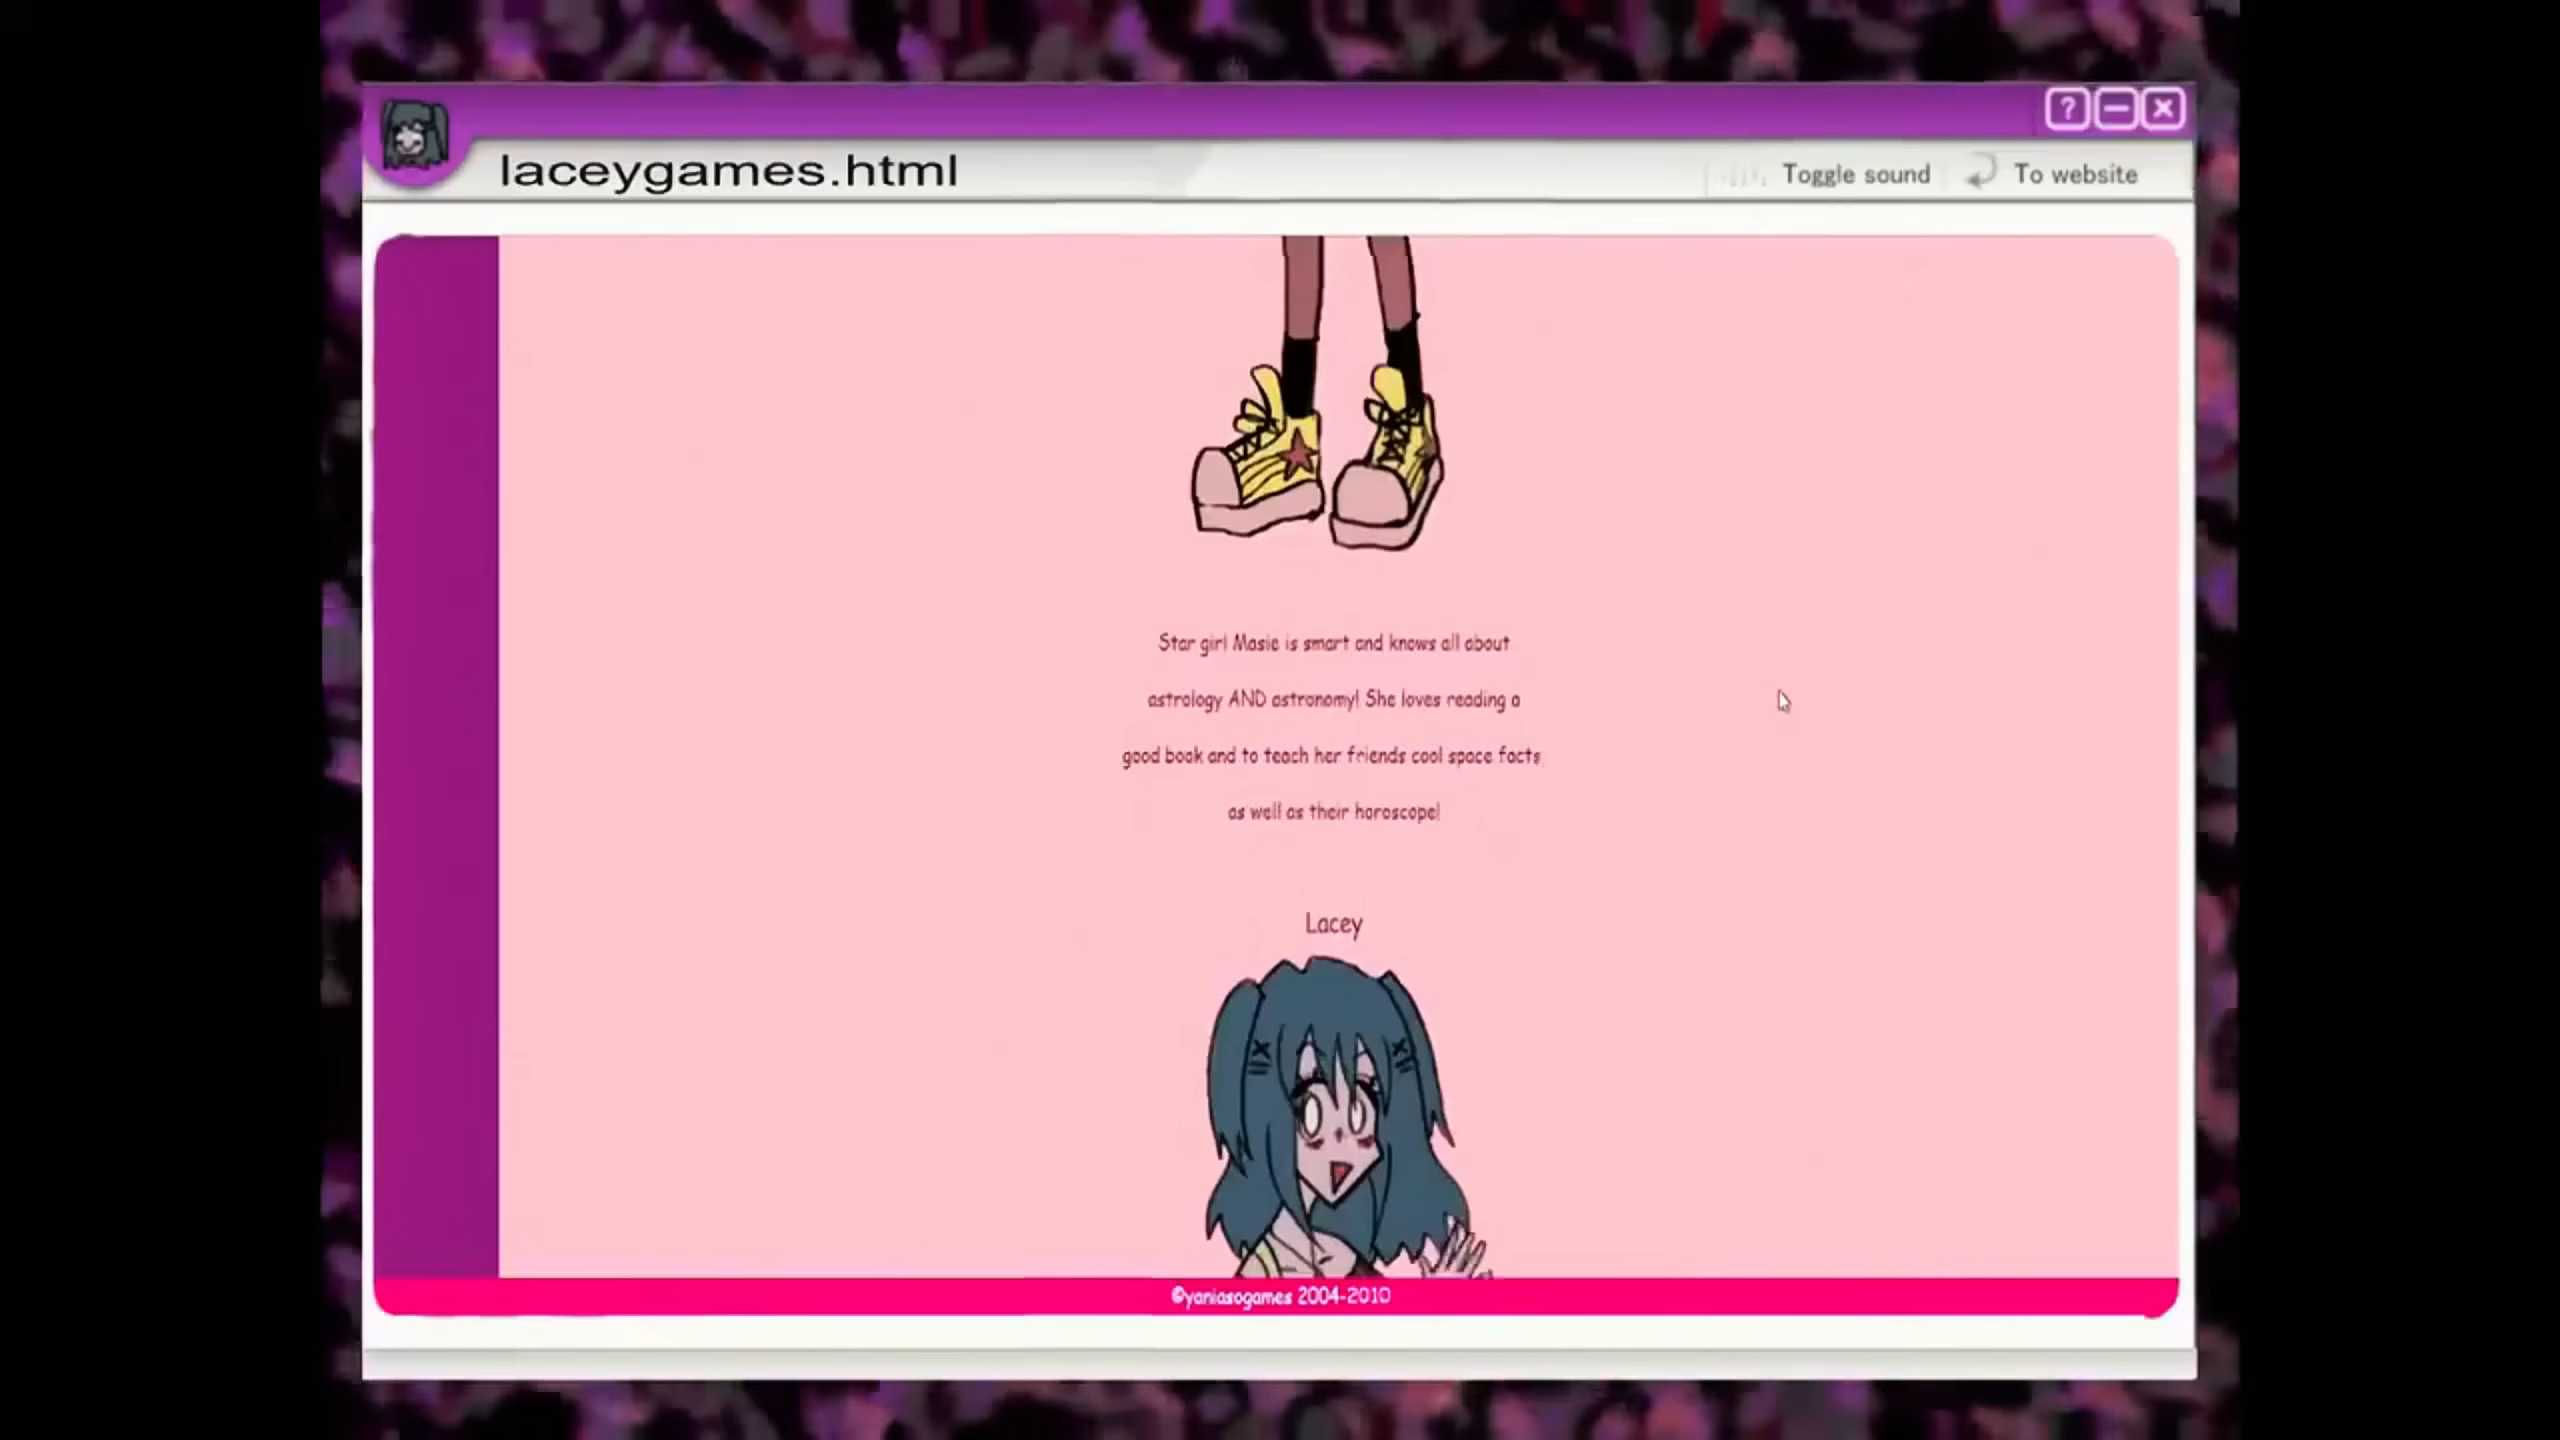 laceygames.html
Toggle sound
To website
Star girl Masie is smart and knows all about
astrology AND astronomy! She loves reading a
good book and to teach her friends cool space facts,
as well as their horoscope!
Lacey
©yaniasogames 2004-2010